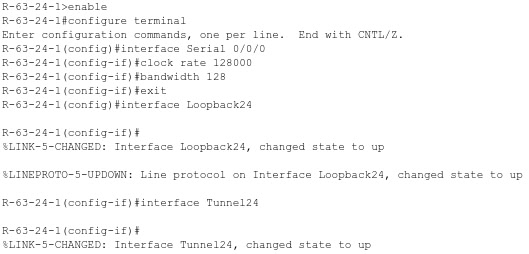 R-63-24-1>enable
R-63-24-1#configure terminal
Enter configuration commands, one per line.  End with CNTL/Z.
R-63-24-1(config)#interface Serial 0/0/0
R-63-24-1(config-if)#clock rate 128000
R-63-24-1(config-if)#bandwidth 128
R-63-24-1(config-if)#exit
R-63-24-1(config)#interface Loopback24
R-63-24-1(config-if)#
%LINK-5-CHANGED: Interface Loopback24, changed state to up
%LINEPROTO-5-UPDOWN: Line protocol on Interface Loopback24, changed state to up
R-63-24-1(config-if)#interface Tunnel24
R-63-24-1(config-if)#
%LINK-5-CHANGED: Interface Tunnel24, changed state to up